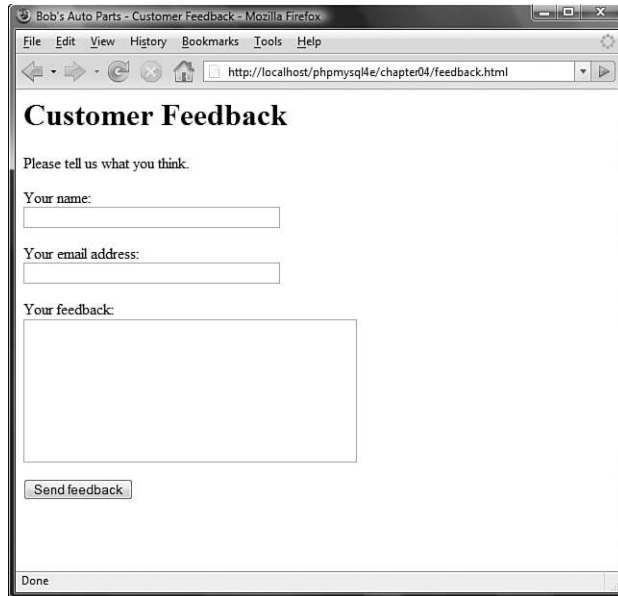 Bob's Auto Parts - Customer Feedback - Mozilla Firefox
File Edit View History Bookmarks Tools Help
http://localhost/phpmysql4e/chapter04/feedback.html
Customer Feedback
Please tell us what you think.
Your name:
Your email address:
Your feedback:
Send feedback
Done